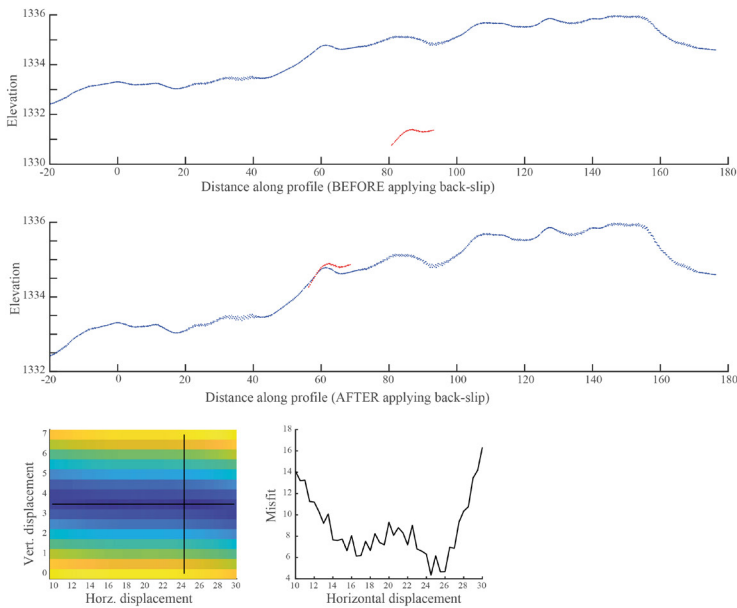 1336
1334
1332
1330
Elevation
-20 0 20 40 60 80 100 120 140 160 180
Distance along profile (BEFORE applying back-slip)
1336
1334
1332
Elevation
-20 0 20 40 60 80 100 120 140 160 180
Distance along profile (AFTER applying back-slip)
7
6
5
4
3
2
1
0
Vert. displacement
10 12 14 16 18 20 22 24 26 28 30
Horz. displacement
18
16
14
12
10
8
6
4
Misfit
10 12 14 16 18 20 22 24 26 28 30
Horizontal displacement